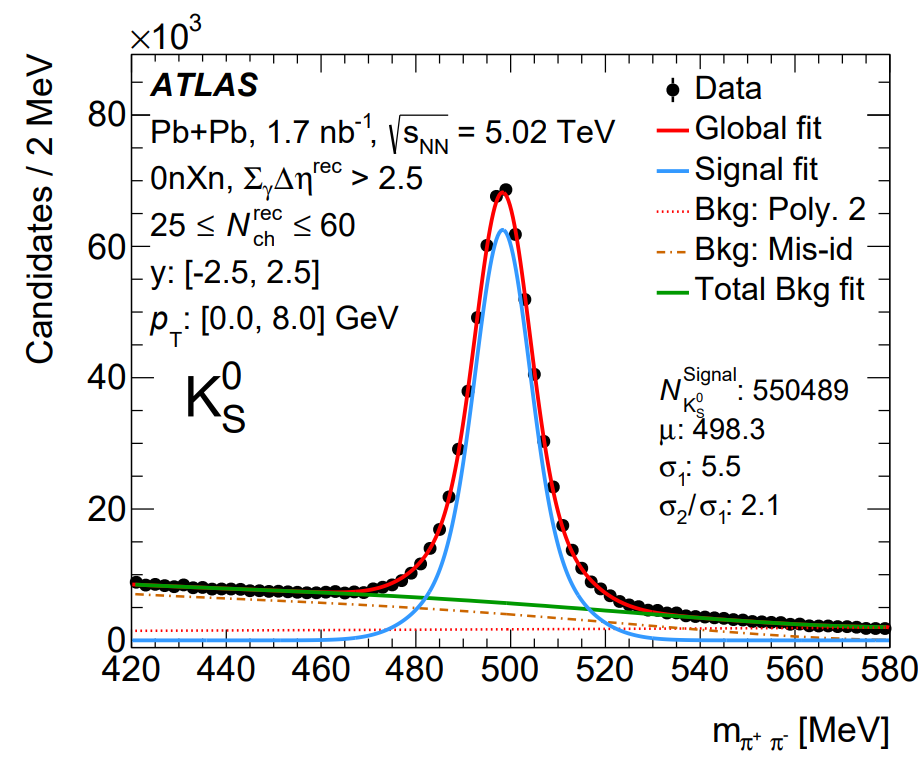 ×10³
Candidates / 2 MeV
80
60
40
20
0
ATLAS
Pb+Pb, 1.7 nb⁻¹, √s_NN = 5.02 TeV
0nXn, Σ_γΔη^rec > 2.5
25 ≤ N_ch^rec ≤ 60
y: [-2.5, 2.5]
p_T: [0.0, 8.0] GeV
K_S^0
Data
Global fit
Signal fit
Bkg: Poly. 2
Bkg: Mis-id
Total Bkg fit
N_{K_S^0}^Signal: 550489
μ: 498.3
σ₁: 5.5
σ₂/σ₁: 2.1
420 440 460 480 500 520 540 560 580
m_{π⁺ π⁻} [MeV]